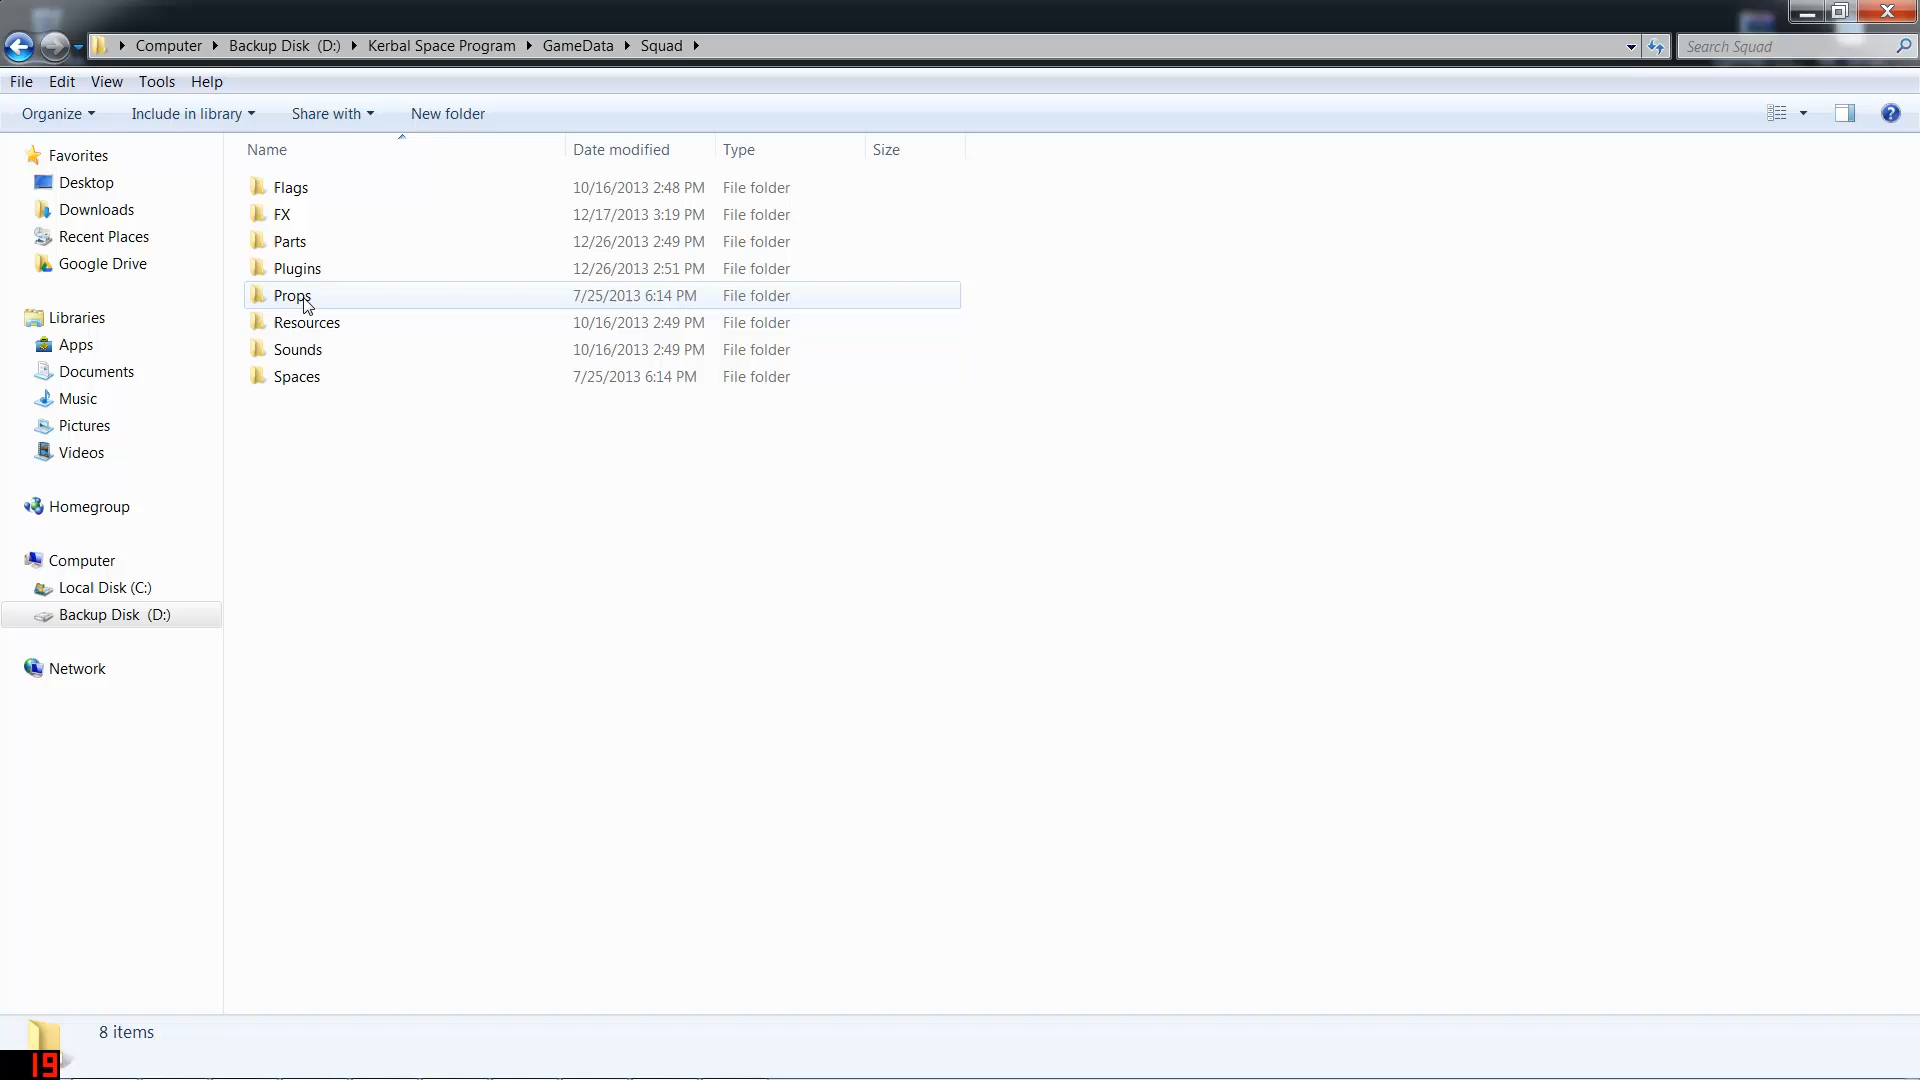 Computer Backup Disk (D:) Kerbal Space Program GameData Squad Search Squad
File Edit View Tools Help
Organize Include in library Share with New folder
Name Date modified Type Size
Favorites
Desktop
Downloads
Recent Places
Google Drive
Libraries
Apps
Documents
Music
Pictures
Videos
Homegroup
Computer
Local Disk (C:)
Backup Disk (D:)
Network
Flags 10/16/2013 2:48 PM File folder
FX 12/17/2013 3:19 PM File folder
Parts 12/26/2013 2:49 PM File folder
Plugins 12/26/2013 2:51 PM File folder
Props 7/25/2013 6:14 PM File folder
Resources 10/16/2013 2:49 PM File folder
Sounds 10/16/2013 2:49 PM File folder
Spaces 7/25/2013 6:14 PM File folder
8 items
19